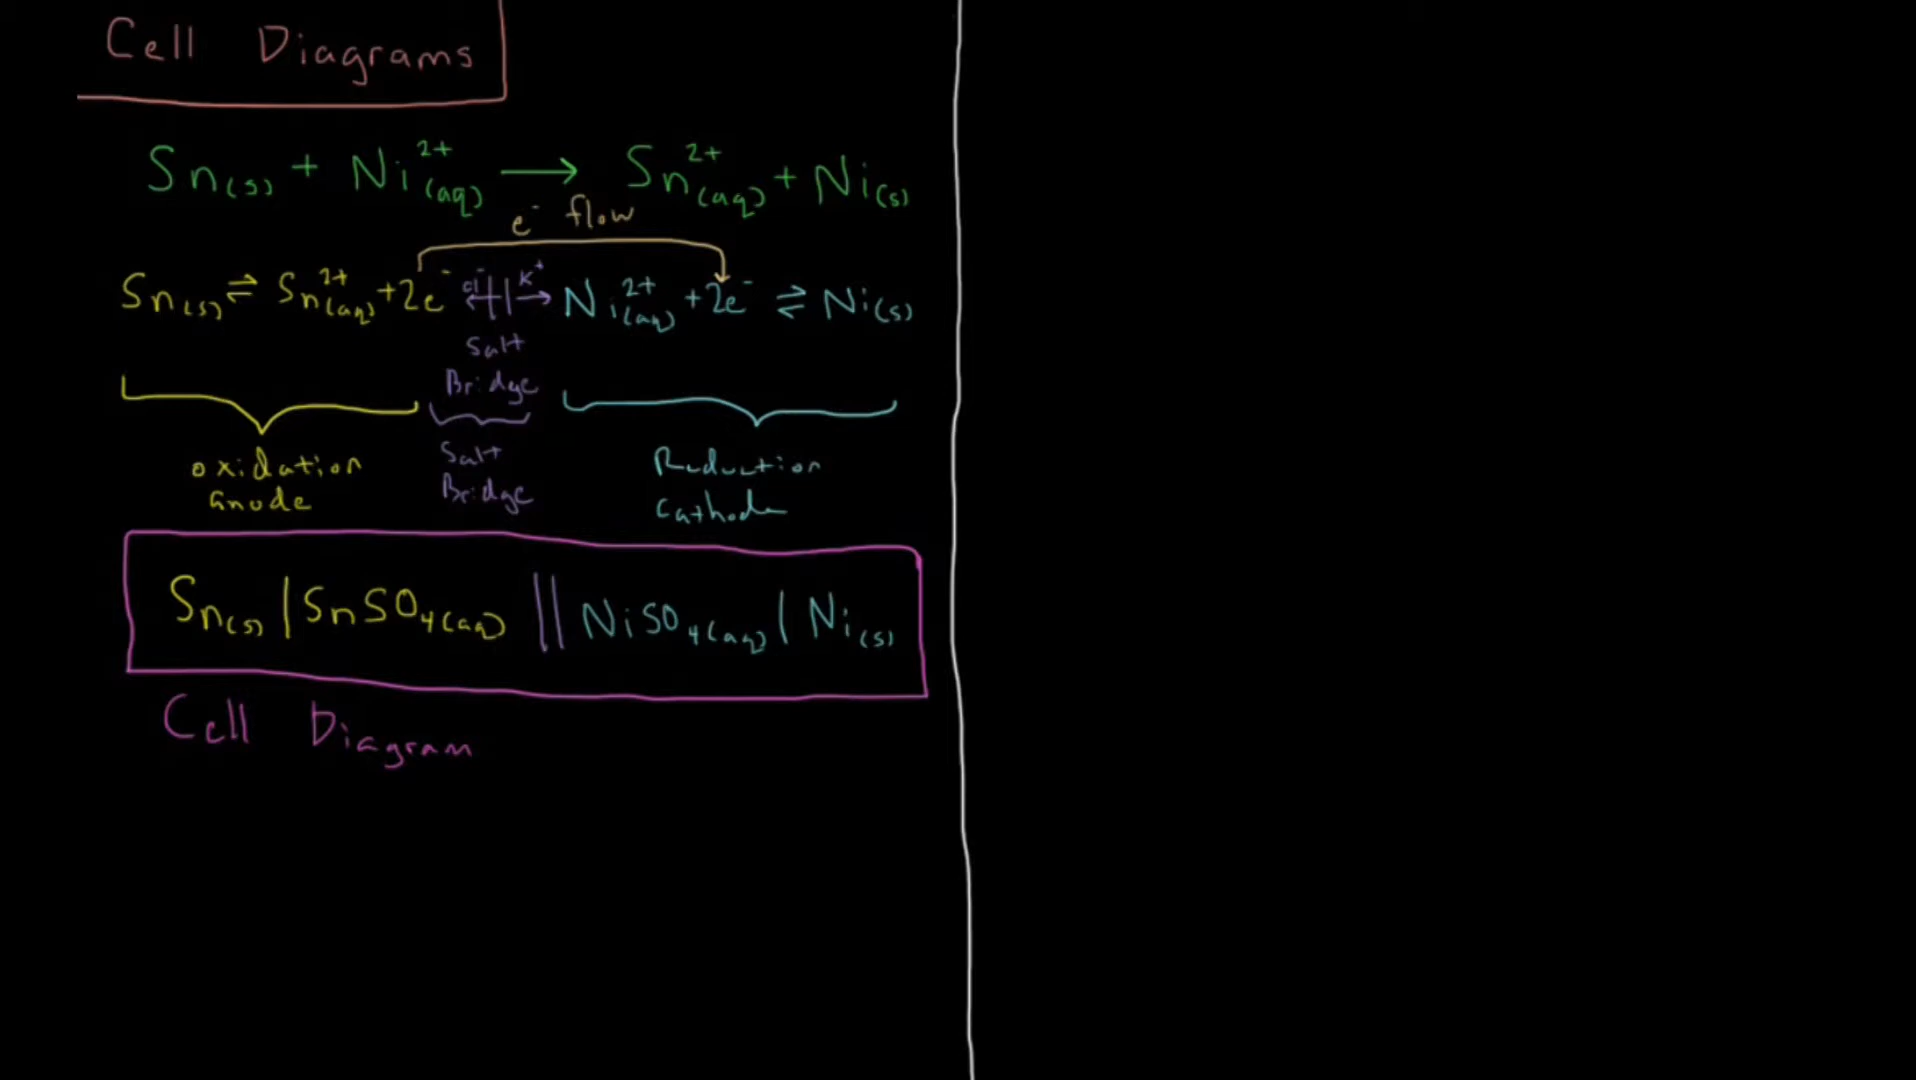 Cell Diagrams
Sn(s) + Ni²⁺(aq) ⟶ Sn²⁺(aq) + Ni(s)
e⁻ flow
Sn(s) ⇌ Sn²⁺(aq) + 2e⁻ Cl⁻ ←||→ K⁺ Ni²⁺(aq) + 2e⁻ ⇌ Ni(s)
Salt
Bridge
oxidation Salt Reduction
anode Bridge cathode
Sn(s) | SnSO₄(aq) || NiSO₄(aq) | Ni(s)
Cell Diagram